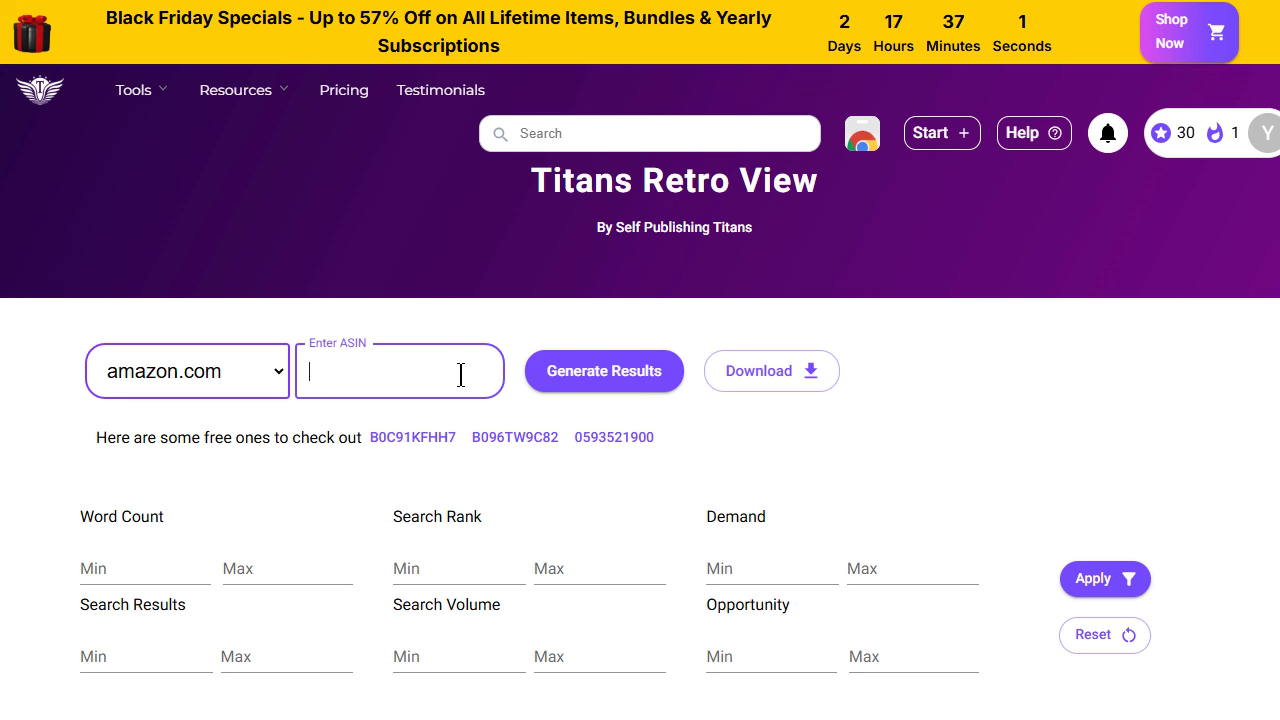 Black Friday Specials - Up to 57% Off on All Lifetime Items, Bundles & Yearly
Subscriptions
2 17 37 1
Days Hours Minutes Seconds
Shop
Now
T
Tools Resources Pricing Testimonials
Search
Start +
Help
30 1 Y
Titans Retro View
By Self Publishing Titans
Enter ASIN
amazon.com
Generate Results
Download
Here are some free ones to check out B0C91KFHH7 B096TW9C82 0593521900
Word Count Search Rank Demand
Min Max Min Max Min Max
Apply
Search Results Search Volume Opportunity
Reset
Min Max Min Max Min Max